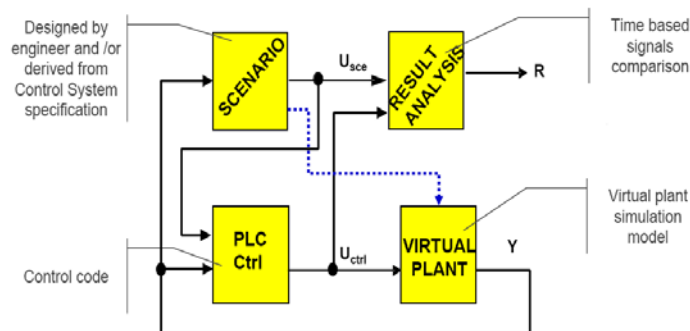 Designed by
engineer and /or
derived from
Control System
specification
SCENARIO
Usce
RESULT
ANALYSIS
R
Time based
signals
comparison
Control code
PLC
Ctrl
Uctrl
VIRTUAL
PLANT
Y
Virtual plant
simulation
model